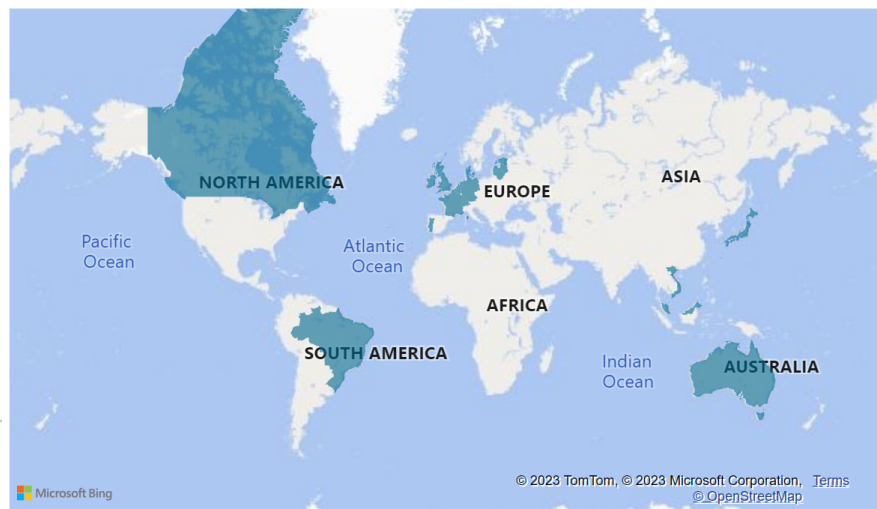 NORTH AMERICA
EUROPE
ASIA
Pacific
Ocean
Atlantic
Ocean
AFRICA
SOUTH AMERICA
Indian
Ocean
AUSTRALIA
© 2023 TomTom, © 2023 Microsoft Corporation, Terms
© OpenStreetMap
Microsoft Bing